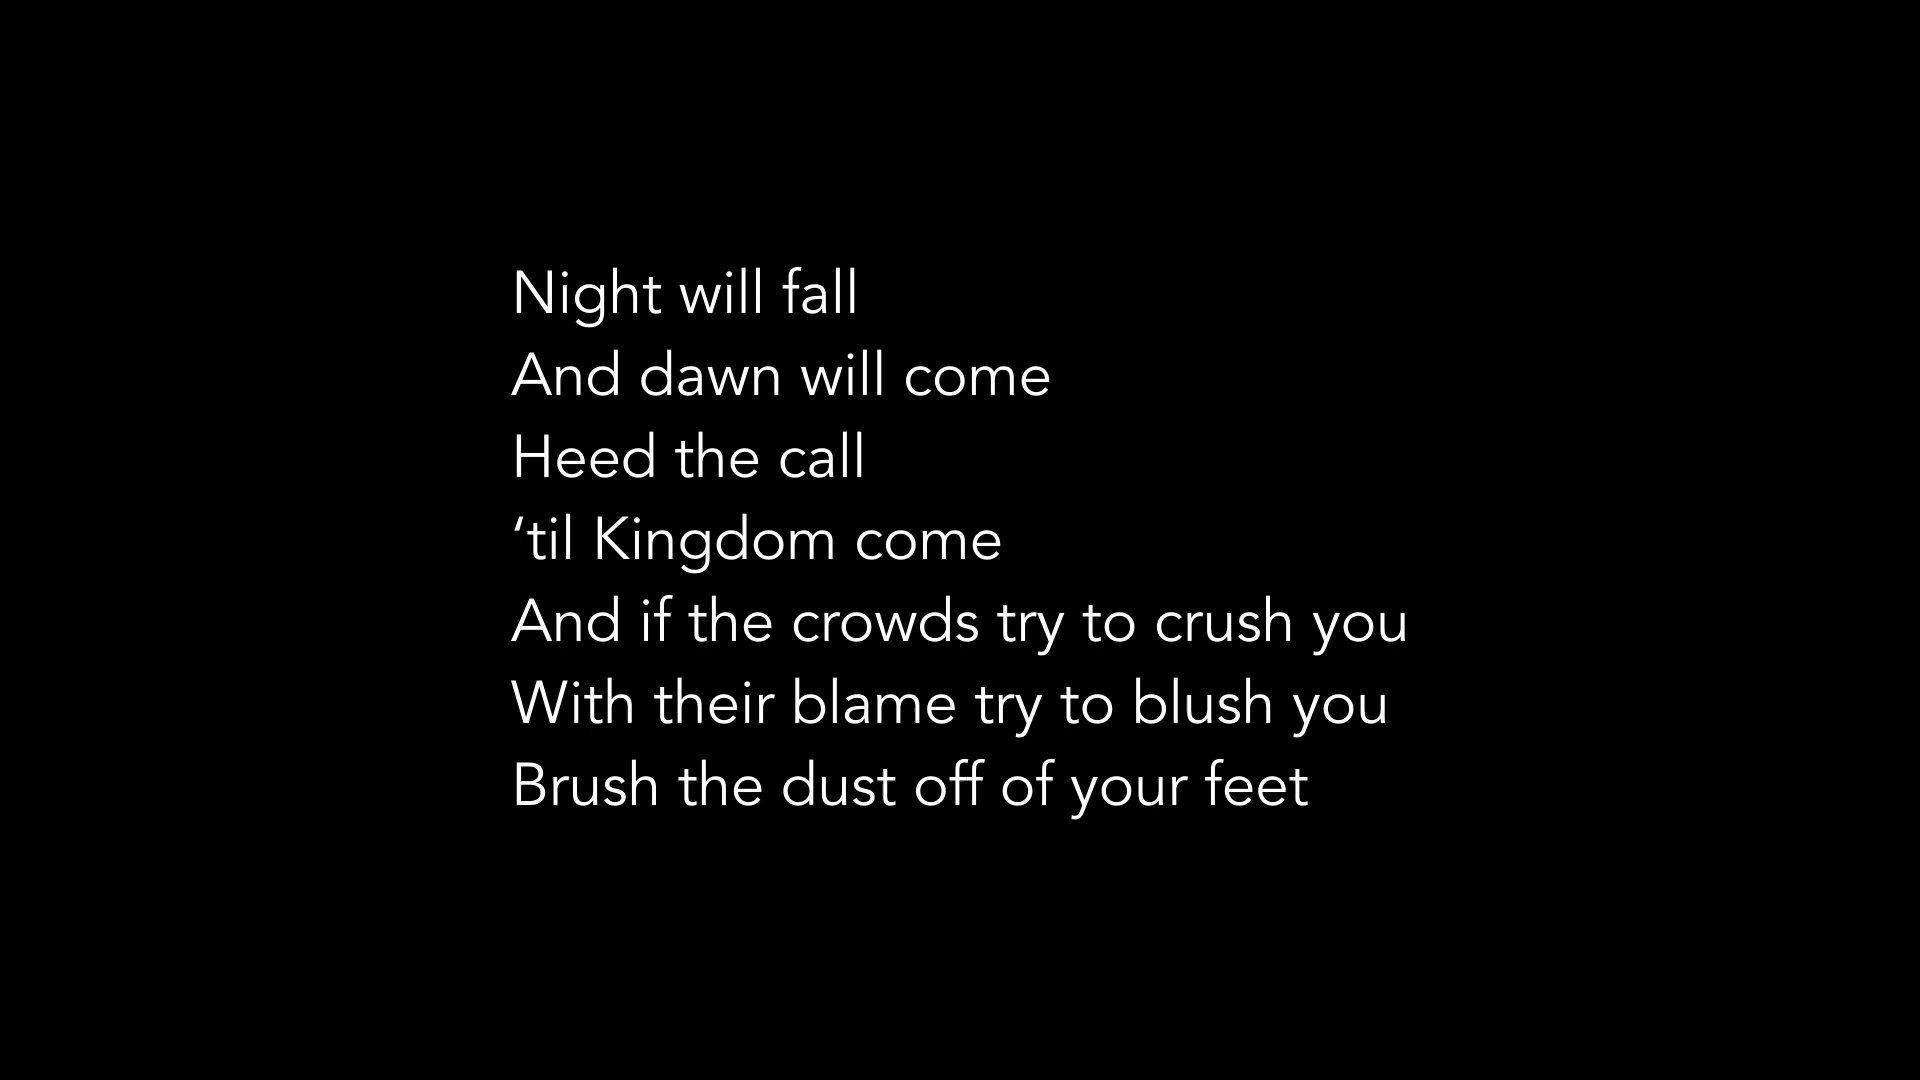 Night will fall
And dawn will come
Heed the call
‘til Kingdom come
And if the crowds try to crush you
With their blame try to blush you
Brush the dust off of your feet